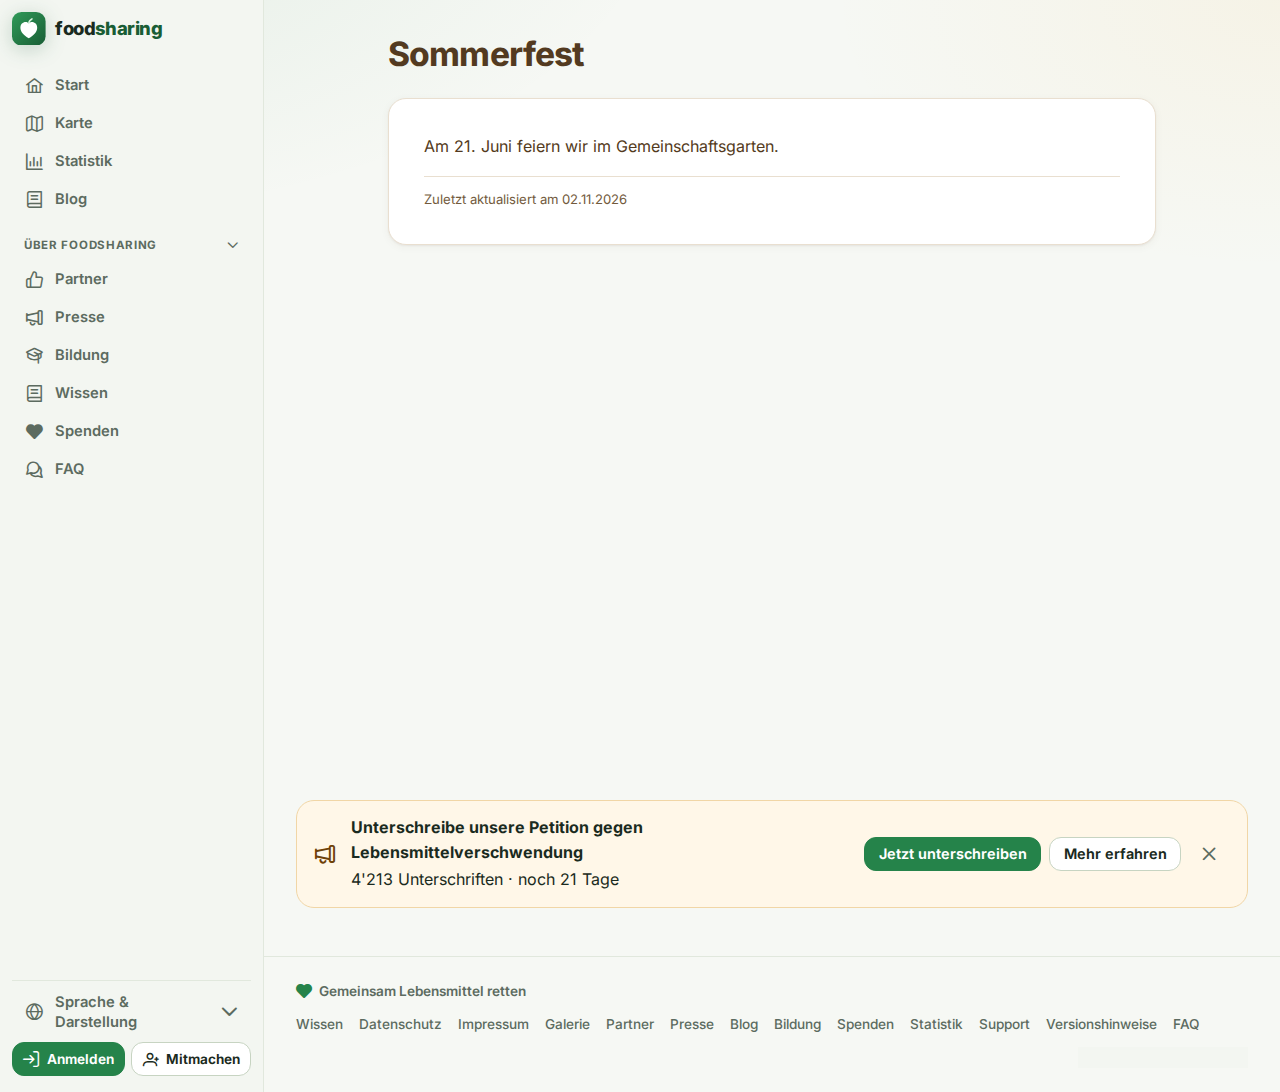 foodsharing
Start
Karte
Statistik
Blog
ÜBER FOODSHARING
Partner
Presse
Bildung
Wissen
Spenden
FAQ
Sprache &
Darstellung
Anmelden
Mitmachen
Sommerfest
Am 21. Juni feiern wir im Gemeinschaftsgarten.
Zuletzt aktualisiert am 02.11.2026
Unterschreibe unsere Petition gegen
Lebensmittelverschwendung
4'213 Unterschriften · noch 21 Tage
Jetzt unterschreiben
Mehr erfahren
Gemeinsam Lebensmittel retten
Wissen Datenschutz Impressum Galerie Partner Presse Blog Bildung Spenden Statistik Support Versionshinweise FAQ